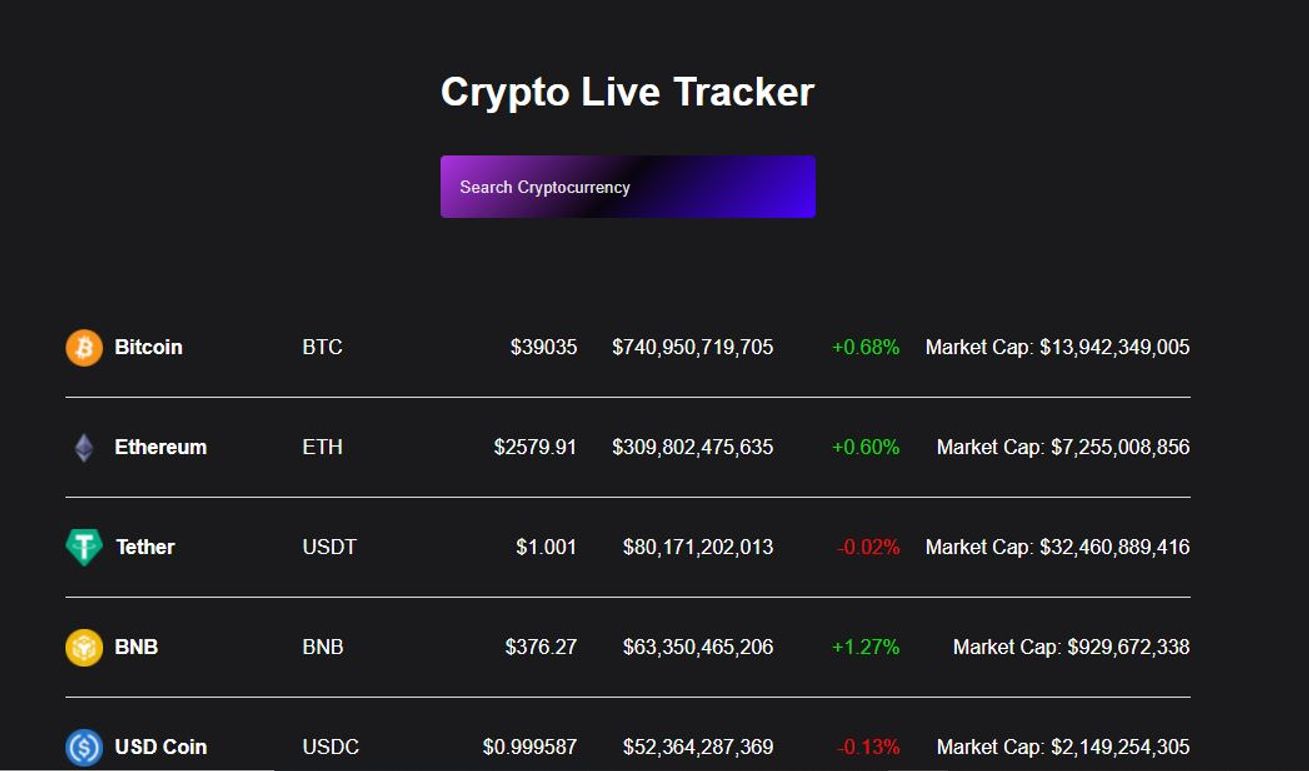 Crypto Live Tracker
Search Cryptocurrency
Bitcoin BTC $39035 $740,950,719,705 +0.68% Market Cap: $13,942,349,005
Ethereum ETH $2579.91 $309,802,475,635 +0.60% Market Cap: $7,255,008,856
Tether USDT $1.001 $80,171,202,013 -0.02% Market Cap: $32,460,889,416
BNB BNB $376.27 $63,350,465,206 +1.27% Market Cap: $929,672,338
USD Coin USDC $0.999587 $52,364,287,369 -0.13% Market Cap: $2,149,254,305